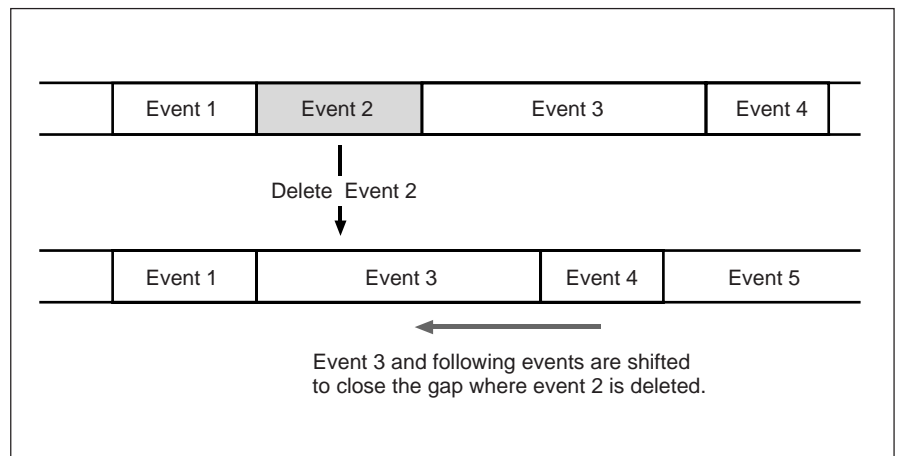 Event 1 Event 2 Event 3 Event 4
Delete Event 2
Event 1 Event 3 Event 4 Event 5
Event 3 and following events are shifted
to close the gap where event 2 is deleted.